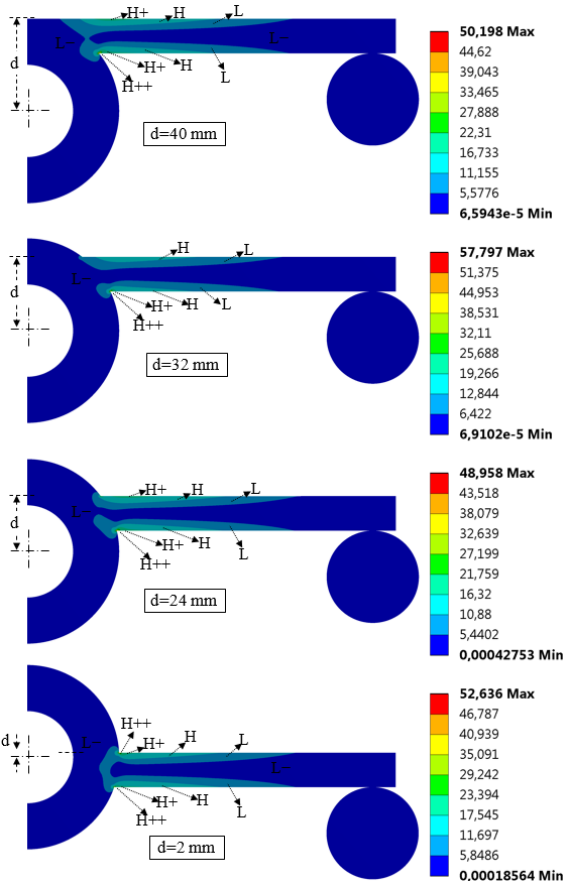 H+
H
L
L-
L-
d
H+
H
L
H++
d=40 mm
50,198 Max
44,62
39,043
33,465
27,888
22,31
16,733
11,155
5,5776
6,5943e-5 Min
H
L
L-
d
H+
H
L
H++
d=32 mm
57,797 Max
51,375
44,953
38,531
32,11
25,688
19,266
12,844
6,422
6,9102e-5 Min
H+
H
L
L-
d
H+
H
L
H++
d=24 mm
48,958 Max
43,518
38,079
32,639
27,199
21,759
16,32
10,88
5,4402
0,00042753 Min
H++
H+
H
L
L-
d
L-
H+
H
L
H++
d=2 mm
52,636 Max
46,787
40,939
35,091
29,242
23,394
17,545
11,697
5,8486
0,00018564 Min